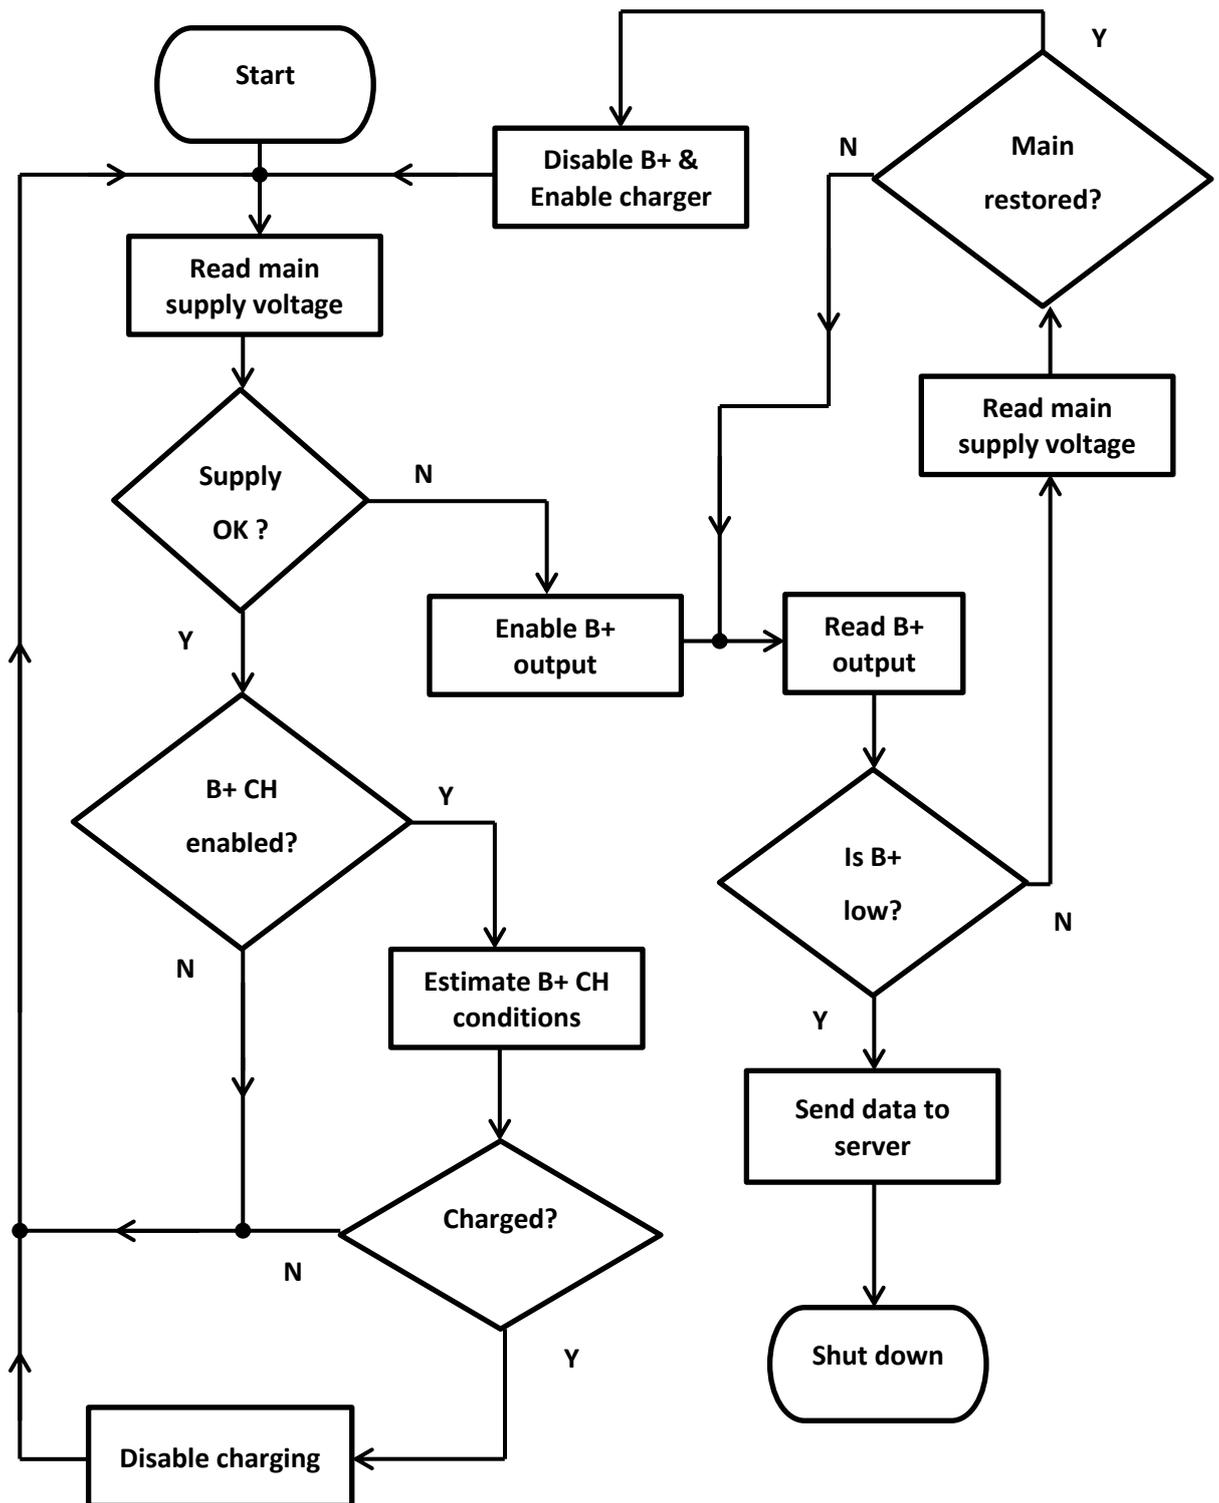 Start
Y
Disable B+ &
Enable charger
N
Main
restored?
Read main
supply voltage
Read main
supply voltage
Supply
OK ?
N
Y
Enable B+
output
Read B+
output
B+ CH
enabled?
Y
Is B+
low?
N
N
Estimate B+ CH
conditions
Y
Send data to
server
Charged?
N
Y
Shut down
Disable charging